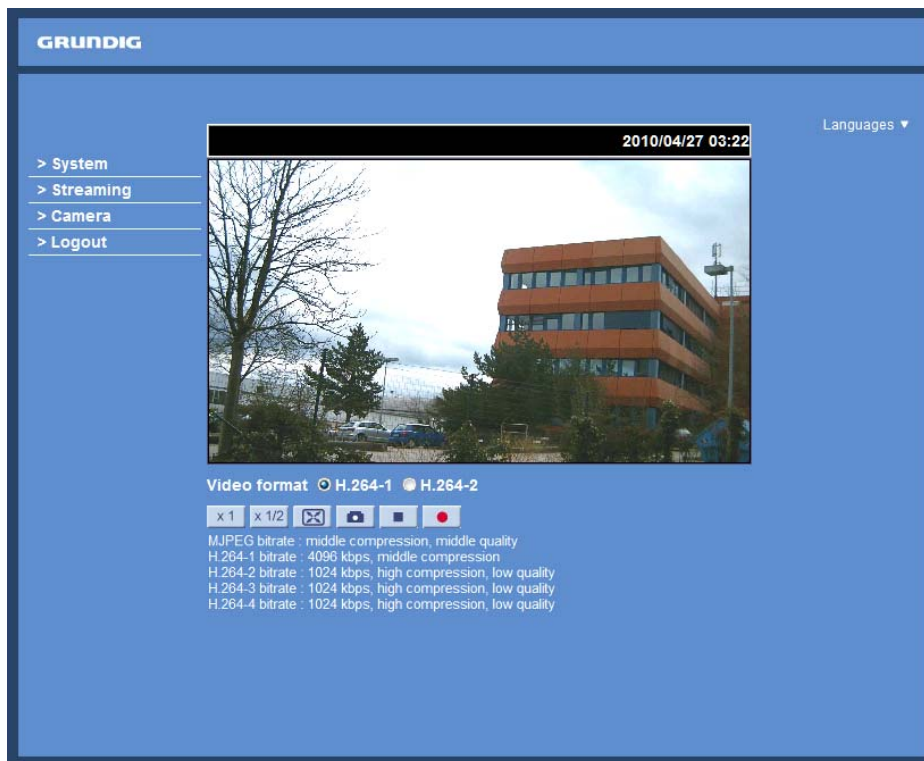 GRUNDIG
Languages ▼
2010/04/27 03:22
> System
> Streaming
> Camera
> Logout
Video format H.264-1 H.264-2
x 1 x 1/2
MJPEG bitrate : middle compression, middle quality
H.264-1 bitrate : 4096 kbps, middle compression
H.264-2 bitrate : 1024 kbps, high compression, low quality
H.264-3 bitrate : 1024 kbps, high compression, low quality
H.264-4 bitrate : 1024 kbps, high compression, low quality